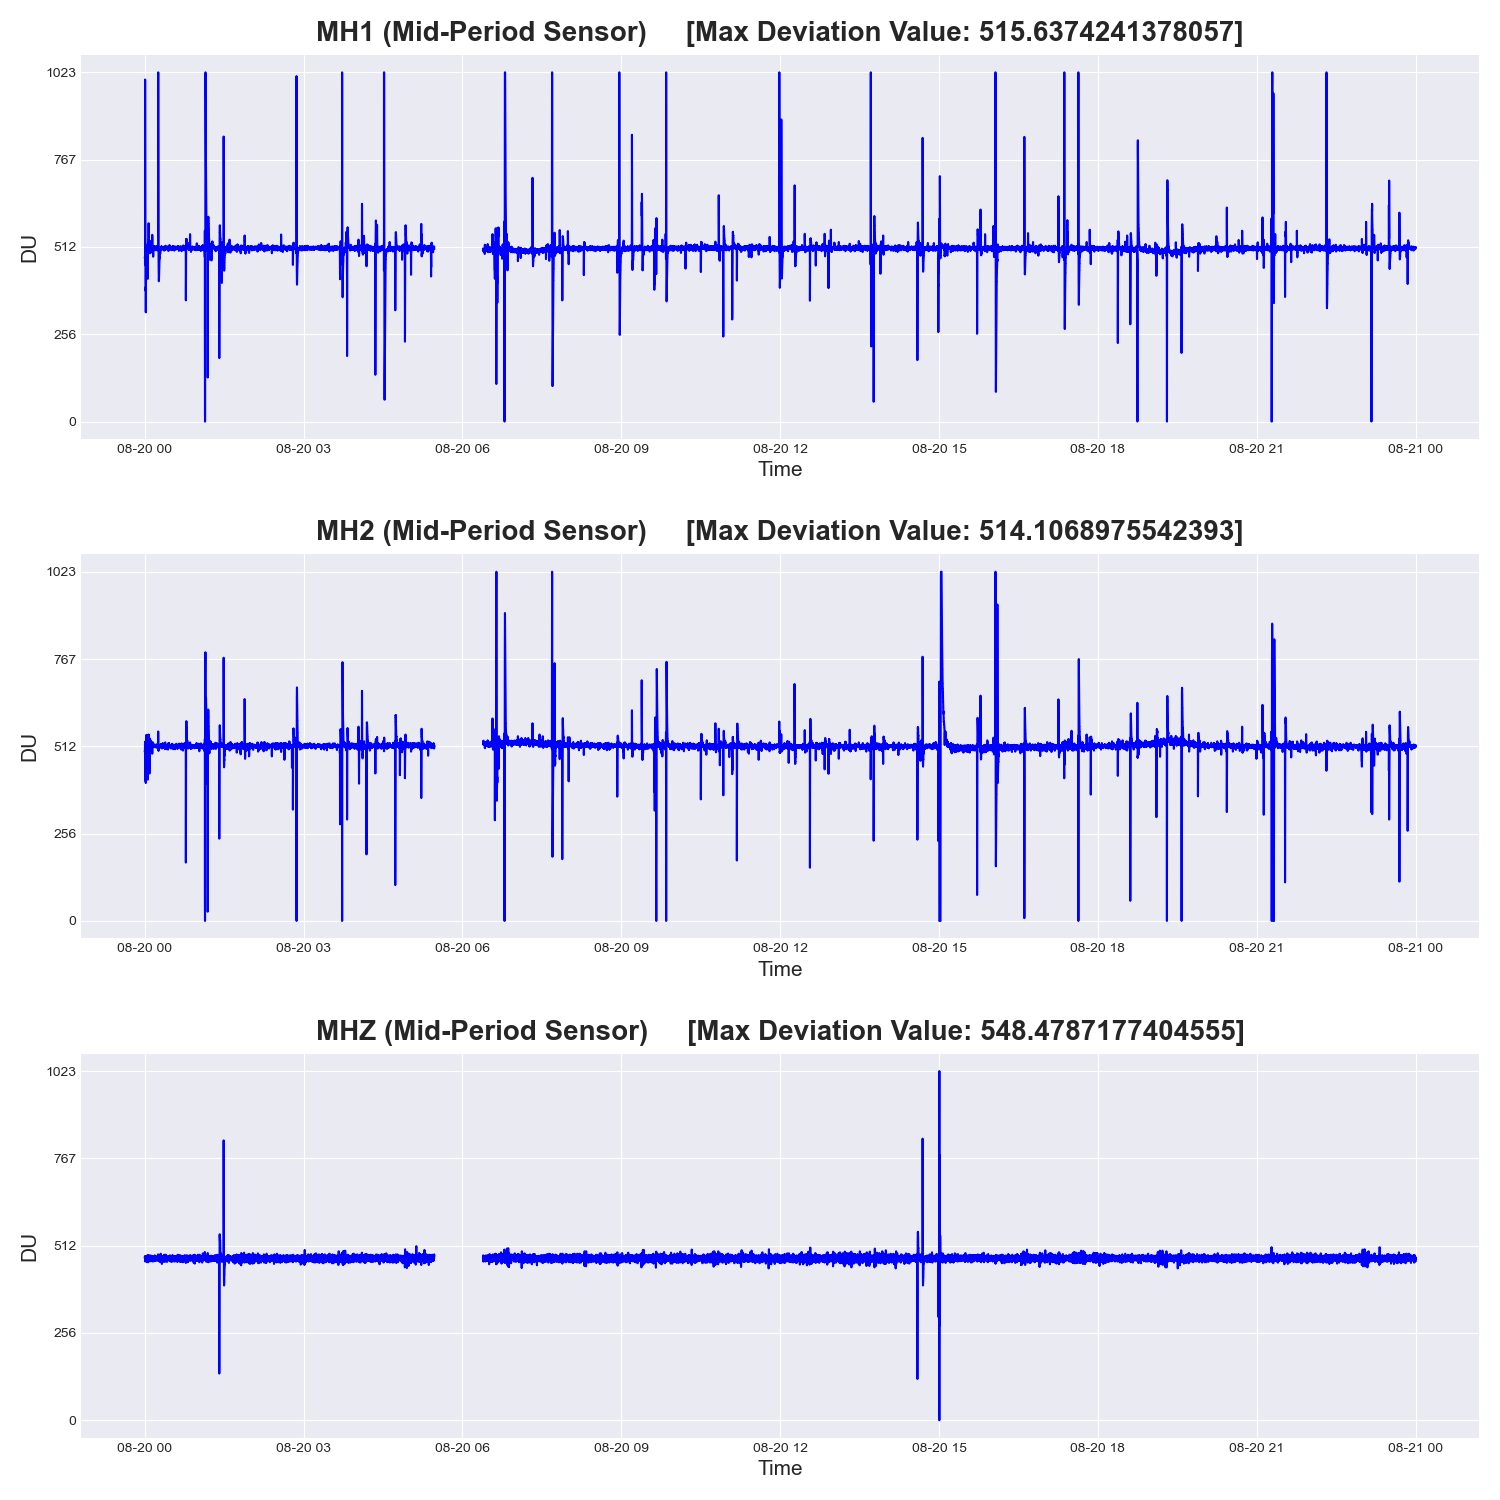 MH1 (Mid-Period Sensor) [Max Deviation Value: 515.6374241378057]
1023
767
512
256
0
DU
08-20 00 08-20 03 08-20 06 08-20 09 08-20 12 08-20 15 08-20 18 08-20 21 08-21 00
Time
MH2 (Mid-Period Sensor) [Max Deviation Value: 514.1068975542393]
1023
767
512
256
0
DU
08-20 00 08-20 03 08-20 06 08-20 09 08-20 12 08-20 15 08-20 18 08-20 21 08-21 00
Time
MHZ (Mid-Period Sensor) [Max Deviation Value: 548.4787177404555]
1023
767
512
256
0
DU
08-20 00 08-20 03 08-20 06 08-20 09 08-20 12 08-20 15 08-20 18 08-20 21 08-21 00
Time